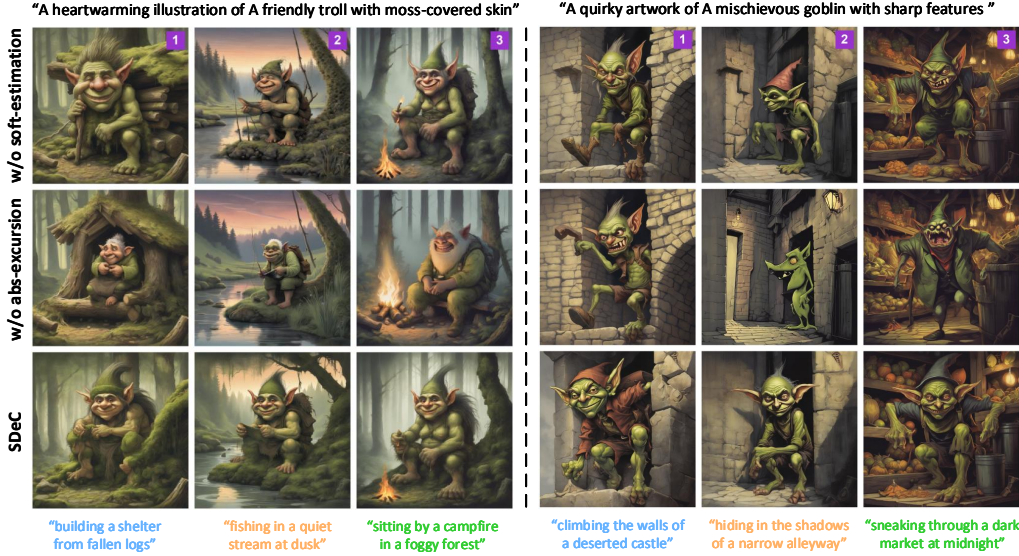 “A heartwarming illustration of A friendly troll with moss-covered skin”
“A quirky artwork of A mischievous goblin with sharp features ”
w/o soft-estimation
1
2
3
1
2
3
w/o abs-excursion
SDeC
“building a shelter
from fallen logs”
“fishing in a quiet
stream at dusk”
“sitting by a campfire
in a foggy forest”
“climbing the walls of
a deserted castle”
“hiding in the shadows
of a narrow alleyway”
“sneaking through a dark
market at midnight”